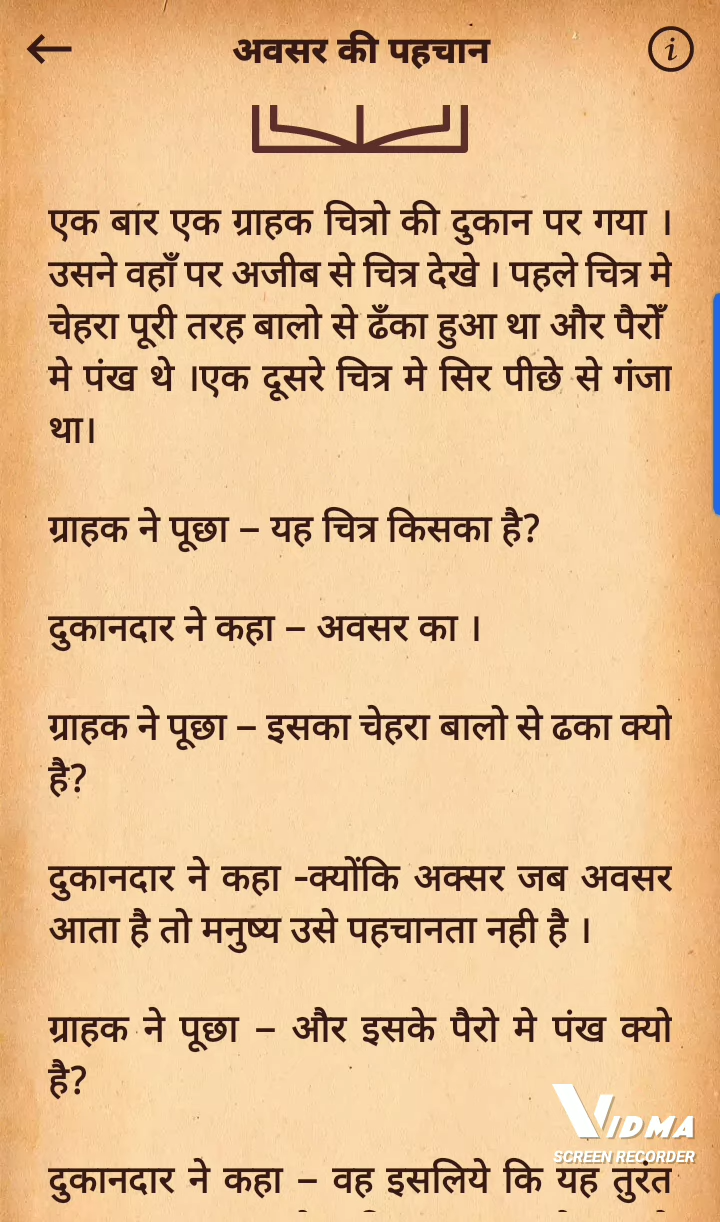 अवसर की पहचान
एक बार एक ग्राहक चित्रो की दुकान पर गया ।
उसने वहाँ पर अजीब से चित्र देखे । पहले चित्र मे
चेहरा पूरी तरह बालो से ढँका हुआ था और पैरोँ
मे पंख थे ।एक दूसरे चित्र मे सिर पीछे से गंजा
था।
ग्राहक ने पूछा – यह चित्र किसका है?
दुकानदार ने कहा – अवसर का ।
ग्राहक ने पूछा – इसका चेहरा बालो से ढका क्यो
है?
दुकानदार ने कहा -क्योंकि अक्सर जब अवसर
आता है तो मनुष्य उसे पहचानता नही है ।
ग्राहक ने पूछा – और इसके पैरो मे पंख क्यो
है?
VIDMA
SCREEN RECORDER
दुकानदार ने कहा – वह इसलिये कि यह तुरंत